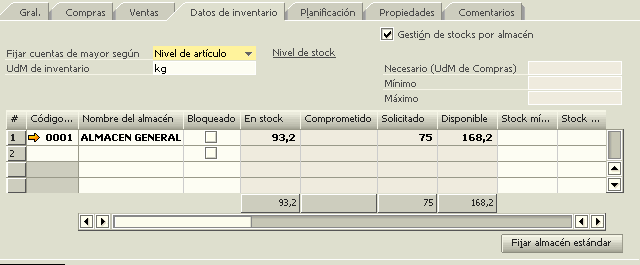 Gral. Compras Ventas Datos de inventario Planificación Propiedades Comentarios
Gestión de stocks por almacén
Fijar cuentas de mayor según Nivel de artículo Nivel de stock
UdM de inventario kg
Necesario (UdM de Compras)
Mínimo
Máximo
# Código... Nombre del almacén Bloqueado En stock Comprometido Solicitado Disponible Stock mí... Stock ...
1 0001 ALMACEN GENERAL 93,2 75 168,2
2
93,2 75 168,2
Fijar almacén estándar